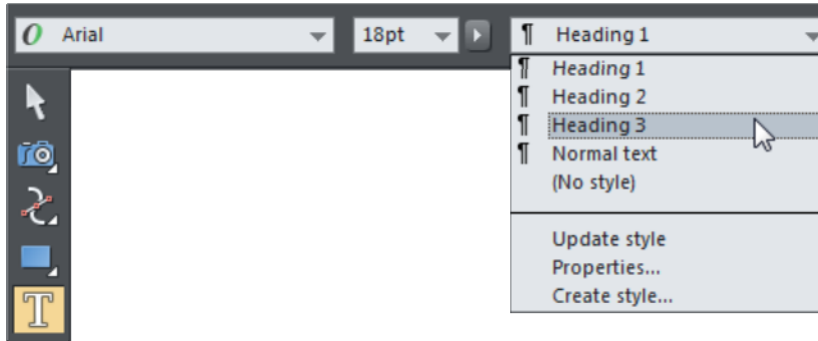 Arial 18pt ¶ Heading 1
¶ Heading 1
¶ Heading 2
¶ Heading 3
¶ Normal text
(No style)
Update style
Properties...
Create style...
T